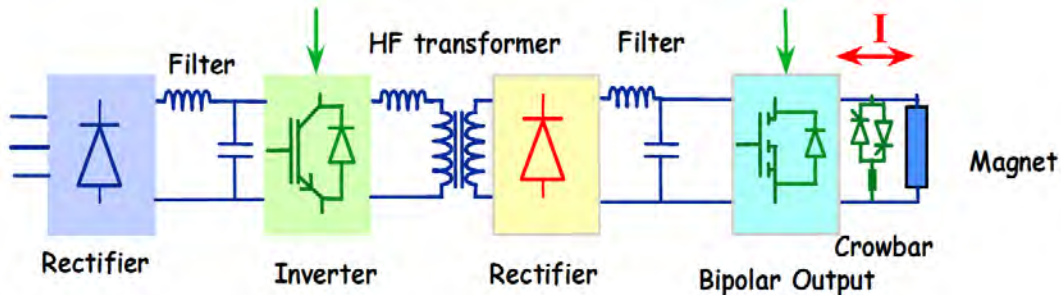 HF transformer
Filter
I
Filter
Magnet
Rectifier
Inverter
Rectifier
Bipolar Output
Crowbar